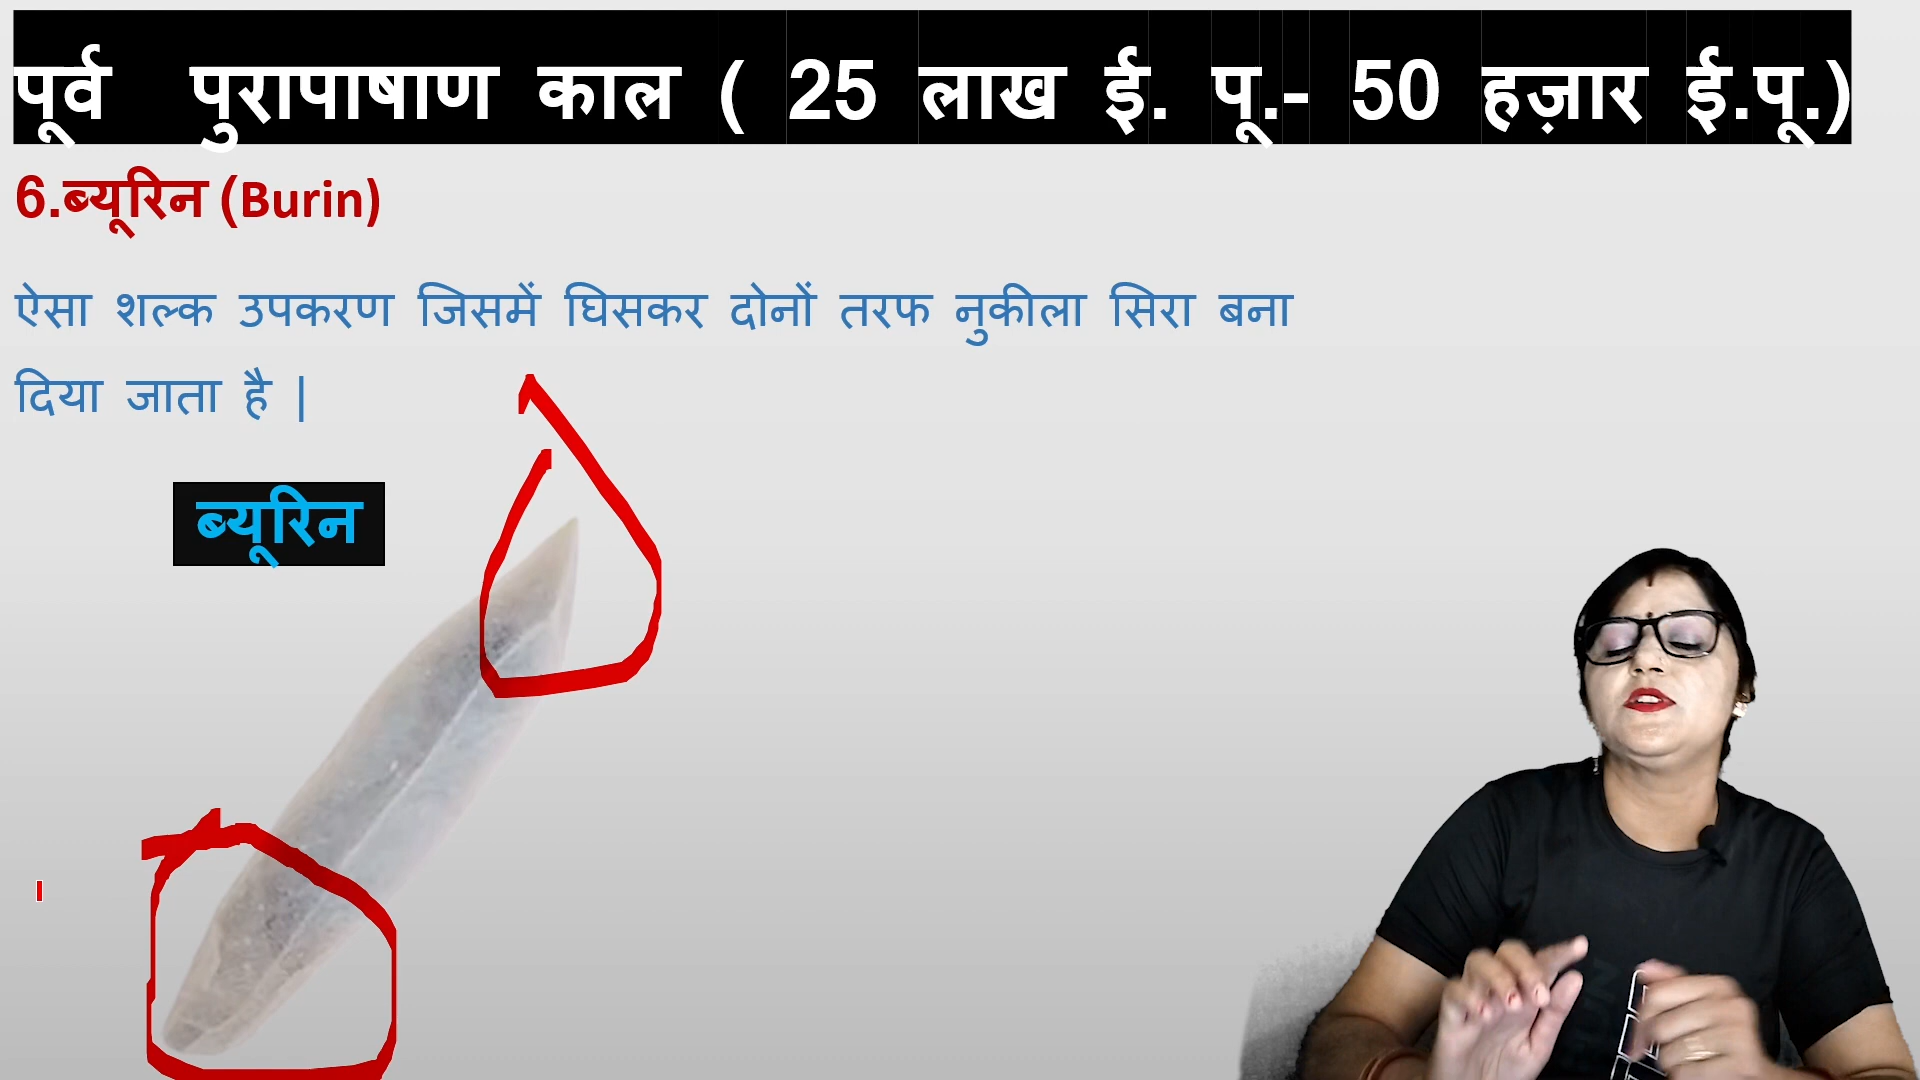 पूर्व पुरापाषाण काल ( 25 लाख ई. पू.- 50 हज़ार ई.पू.)
6.ब्यूरिन (Burin)
ऐसा शल्क उपकरण जिसमें घिसकर दोनों तरफ नुकीला सिरा बना
दिया जाता है |
ब्यूरिन